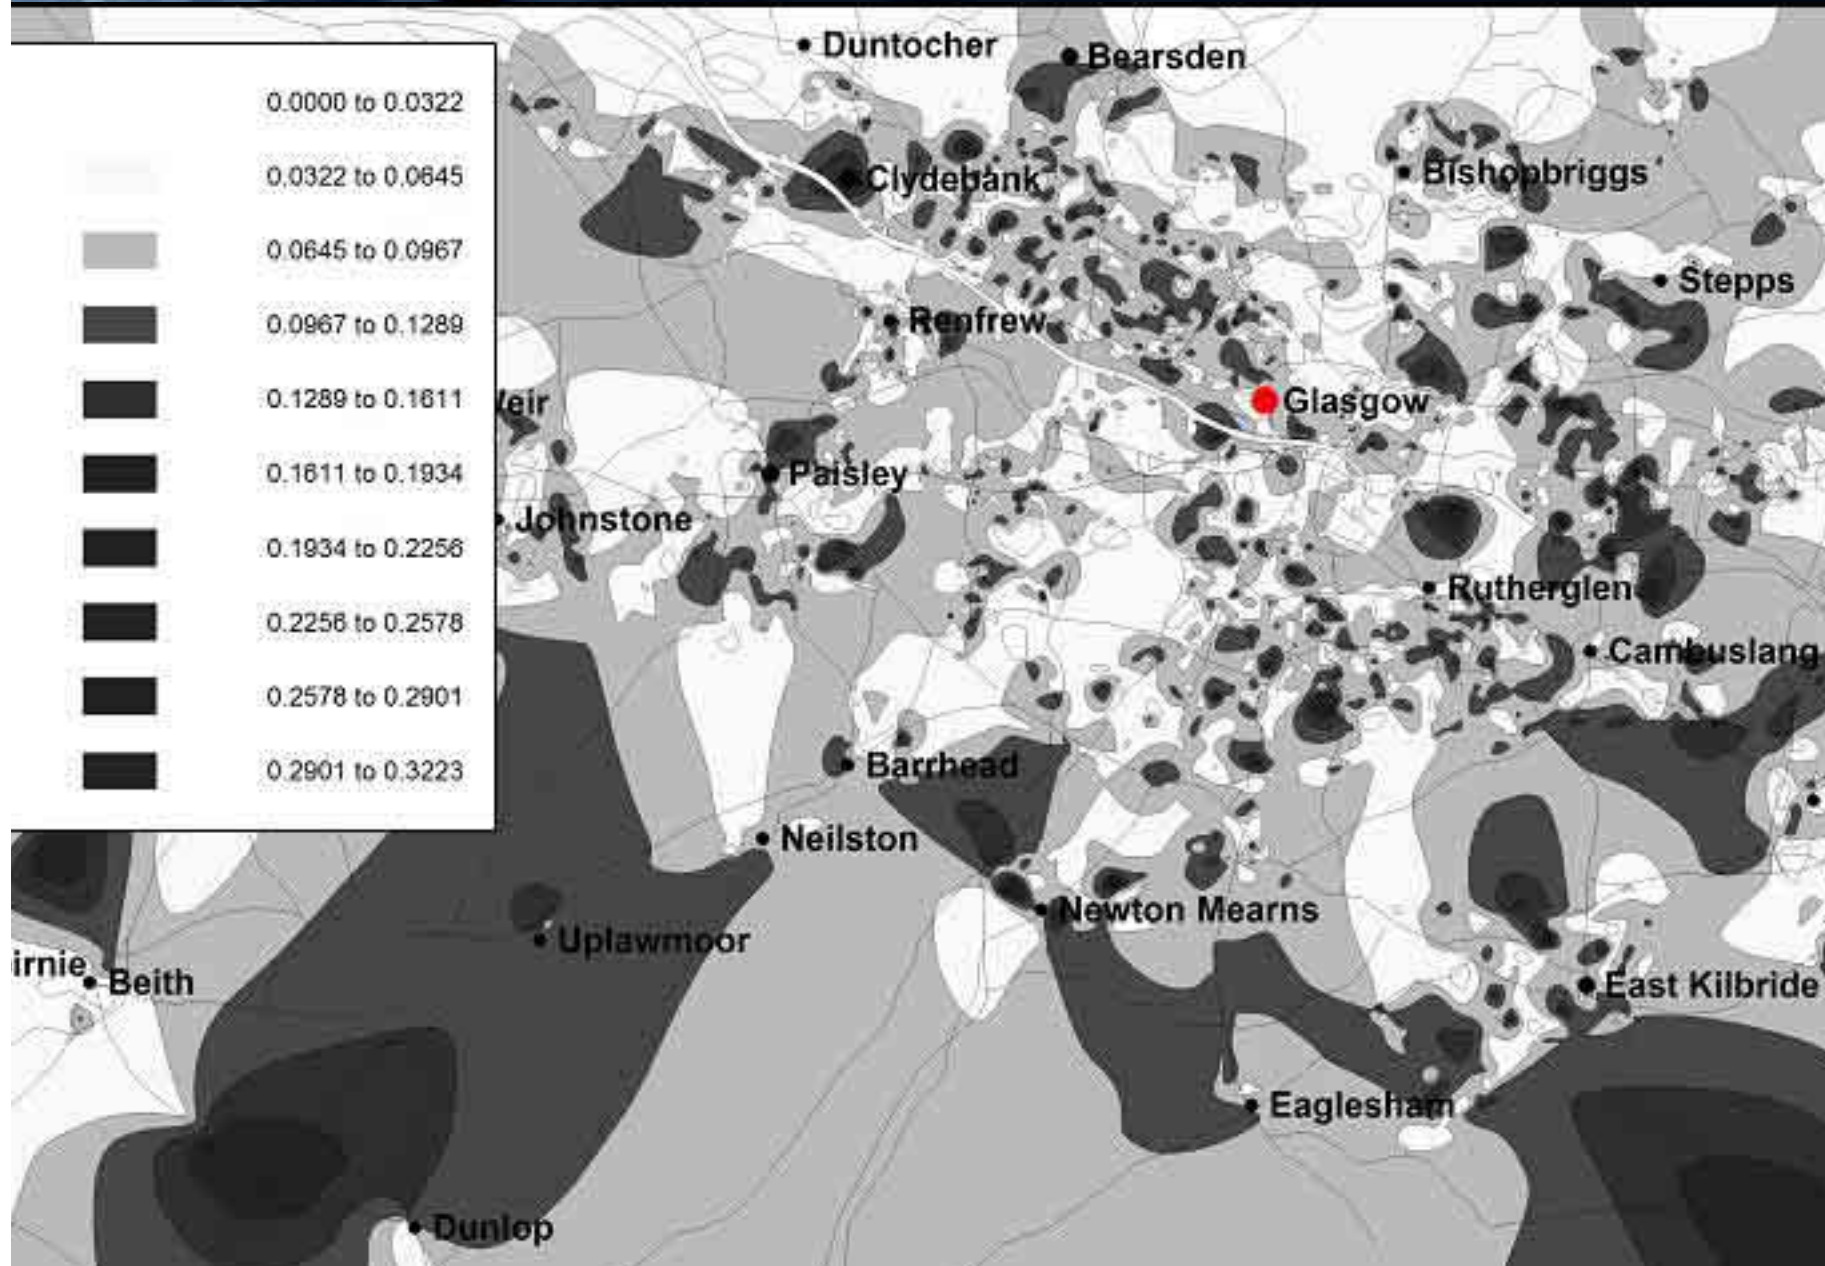 Duntocher
Bearsden
0.0000 to 0.0322
0.0322 to 0.0645
0.0645 to 0.0967
0.0967 to 0.1289
0.1289 to 0.1611
0.1611 to 0.1934
0.1934 to 0.2256
0.2256 to 0.2578
0.2578 to 0.2901
0.2901 to 0.3223
Clydebank
Bishopbriggs
Stepps
Renfrew
Glasgow
eir
Paisley
Johnstone
Rutherglen
Cambuslang
Barrhead
Neilston
Newton Mearns
Uplawmoor
irnie
Beith
East Kilbride
Eaglesham
Dunlop